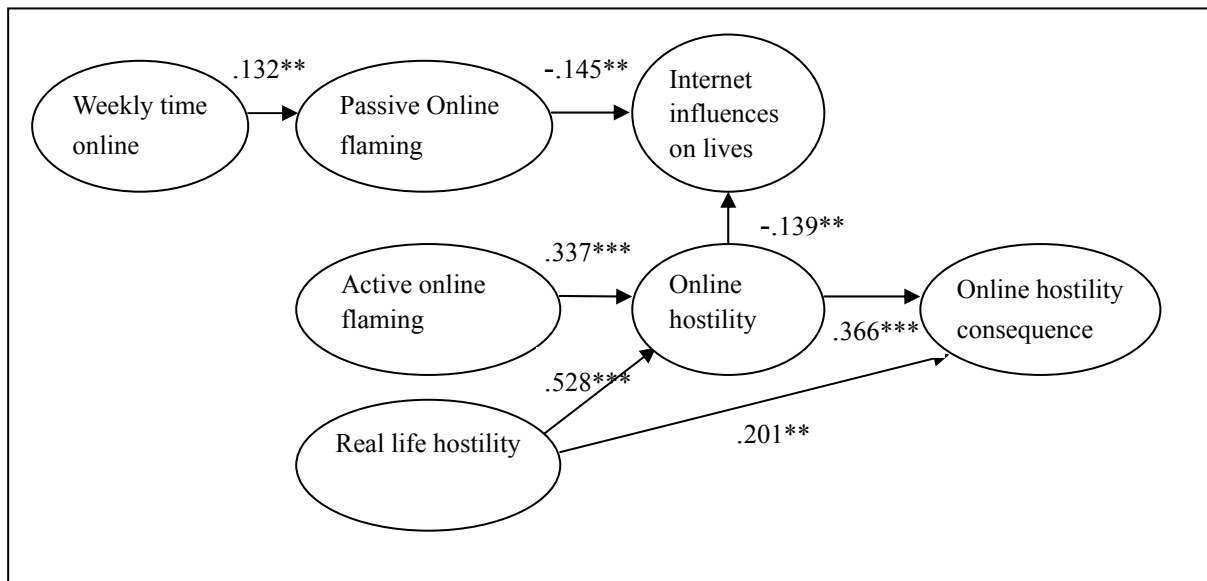 .132**
-.145**
Weekly time
online
Passive Online
flaming
Internet
influences
on lives
.337***
-.139**
Active online
flaming
Online
hostility
Online hostility
consequence
.366***
.528***
Real life hostility
.201**